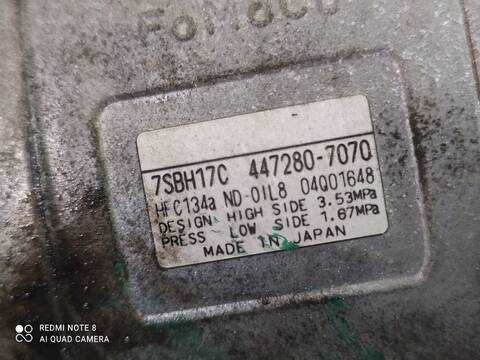 FoMoCo
7SBH17C 447280-7070
HFC134a ND-OIL8 04Q01648
DESIGN HIGH SIDE 3.53MPa
PRESS LOW SIDE 1.67MPa
MADE IN JAPAN
REDMI NOTE 8
AI QUAD CAMERA